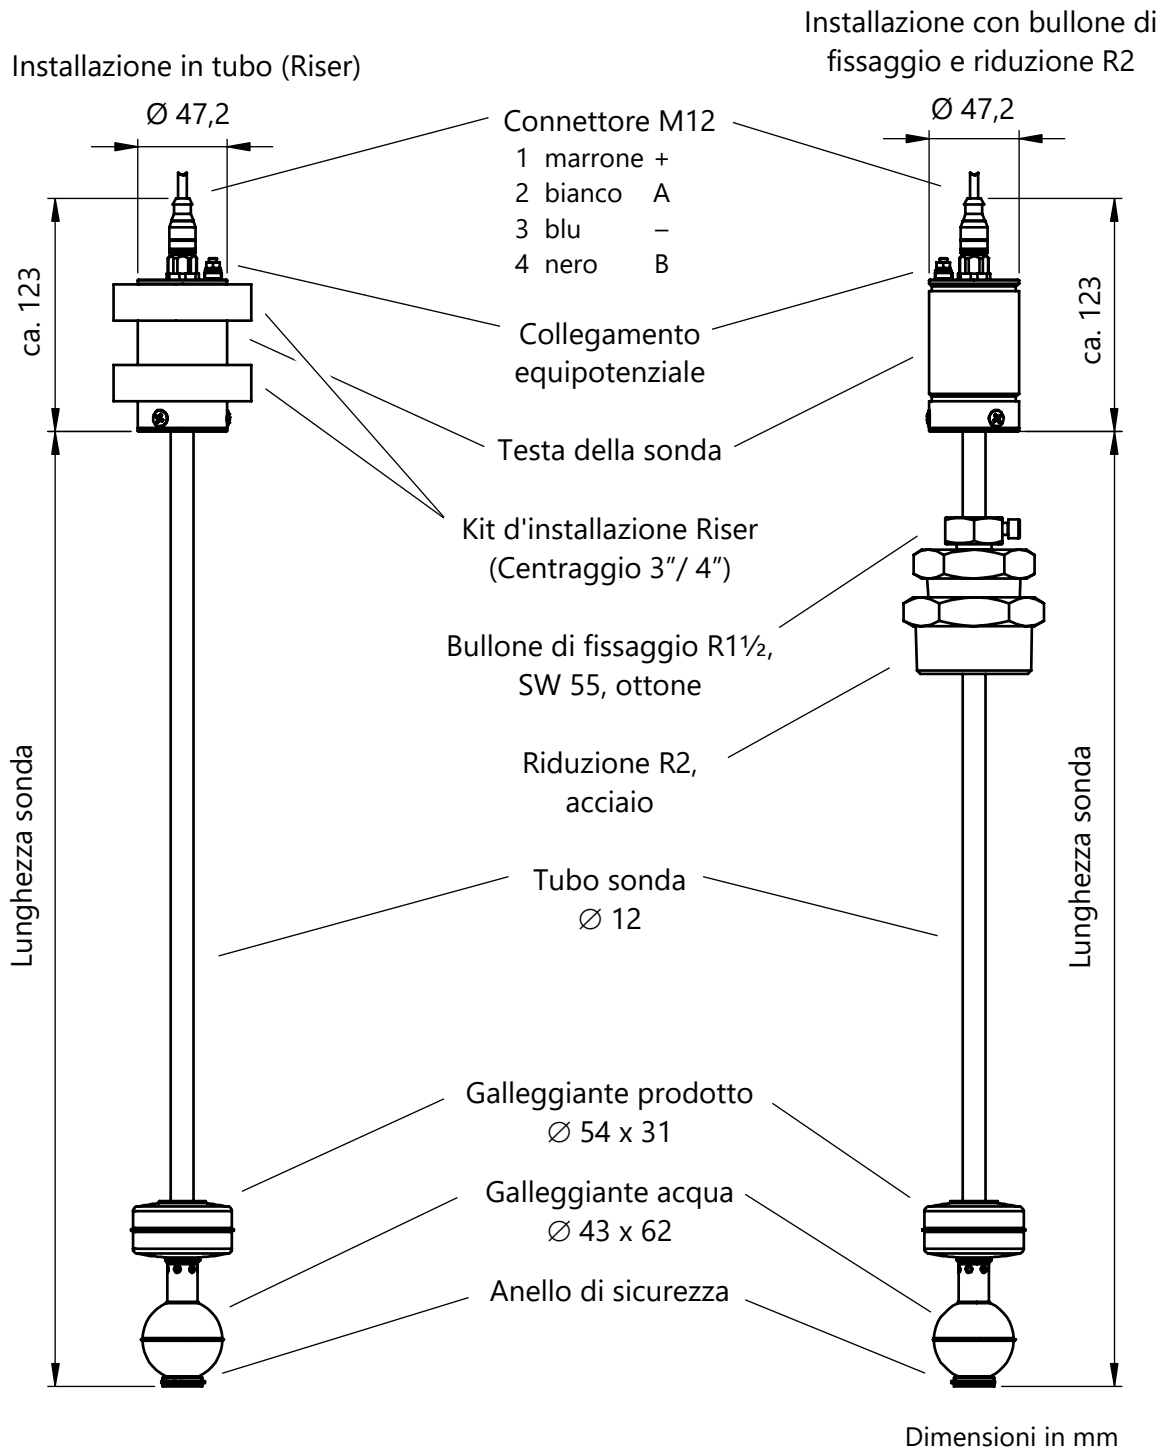 Installazione in tubo (Riser)
Installazione con bullone di
fissaggio e riduzione R2
Ø 47,2
Ø 47,2
Connettore M12
1 marrone +
2 bianco A
3 blu –
4 nero B
ca. 123
ca. 123
Collegamento
equipotenziale
Testa della sonda
Kit d'installazione Riser
(Centraggio 3”/ 4”)
Bullone di fissaggio R1½,
SW 55, ottone
Riduzione R2,
acciaio
Lunghezza sonda
Lunghezza sonda
Tubo sonda
∅ 12
Galleggiante prodotto
∅ 54 x 31
Galleggiante acqua
∅ 43 x 62
Anello di sicurezza
Dimensioni in mm